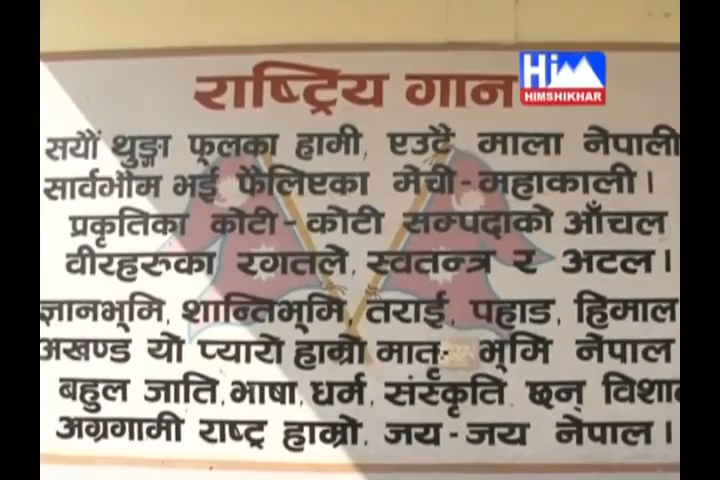 राष्ट्रिय गान
Him
HIMSHIKHAR
सयौं थुङ्गा फूलका हामी, एउटै माला नेपाली
सार्वभौम भई फैलिएका मेची-महाकाली।
प्रकृतिका कोटी-कोटी सम्पदाको आँचल
वीरहरुका रगतले, स्वतन्त्र र अटल।
ज्ञानभूमि, शान्तिभूमि, तराई, पहाड, हिमाल
अखण्ड यो प्यारो हाम्रो मातृ- भूमि नेपाल
बहुल जाति, भाषा, धर्म, संस्कृति छन् विशा
अग्रगामी राष्ट्र हाम्रो, जय-जय नेपाल।